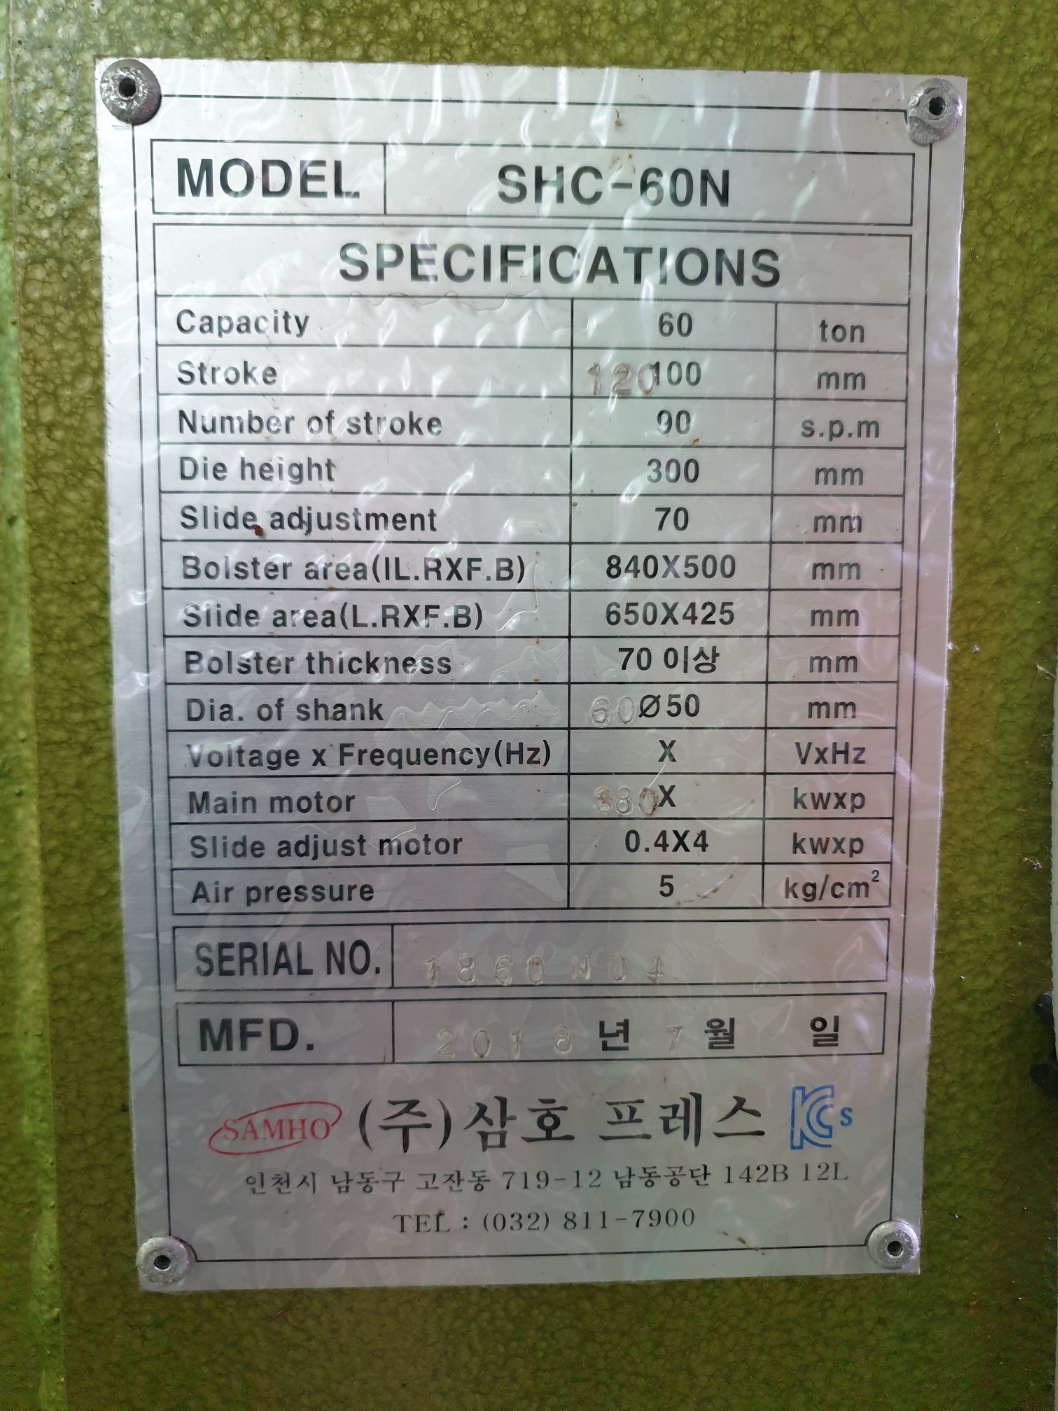 MODEL SHC-60N
SPECIFICATIONS
Capacity 60 ton
Stroke 120 100 mm
Number of stroke 90 s.p.m
Die height 300 mm
Slide adjustment 70 mm
Bolster area(IL.RXF.B) 840X500 mm
Slide area(L.RXF.B) 650X425 mm
Bolster thickness 70 이상 mm
Dia. of shank 60 Ø50 mm
Voltage x Frequency(Hz) X VxHz
Main motor 380 X kwxp
Slide adjust motor 0.4X4 kwxp
Air pressure 5 kg/cm²
SERIAL NO. 1860N04
MFD. 2018 년 7 월 일
SAMHO (주)삼호 프레스 KCs
인천시 남동구 고잔동 719-12 남동공단 142B 12L
TEL : (032) 811-7900